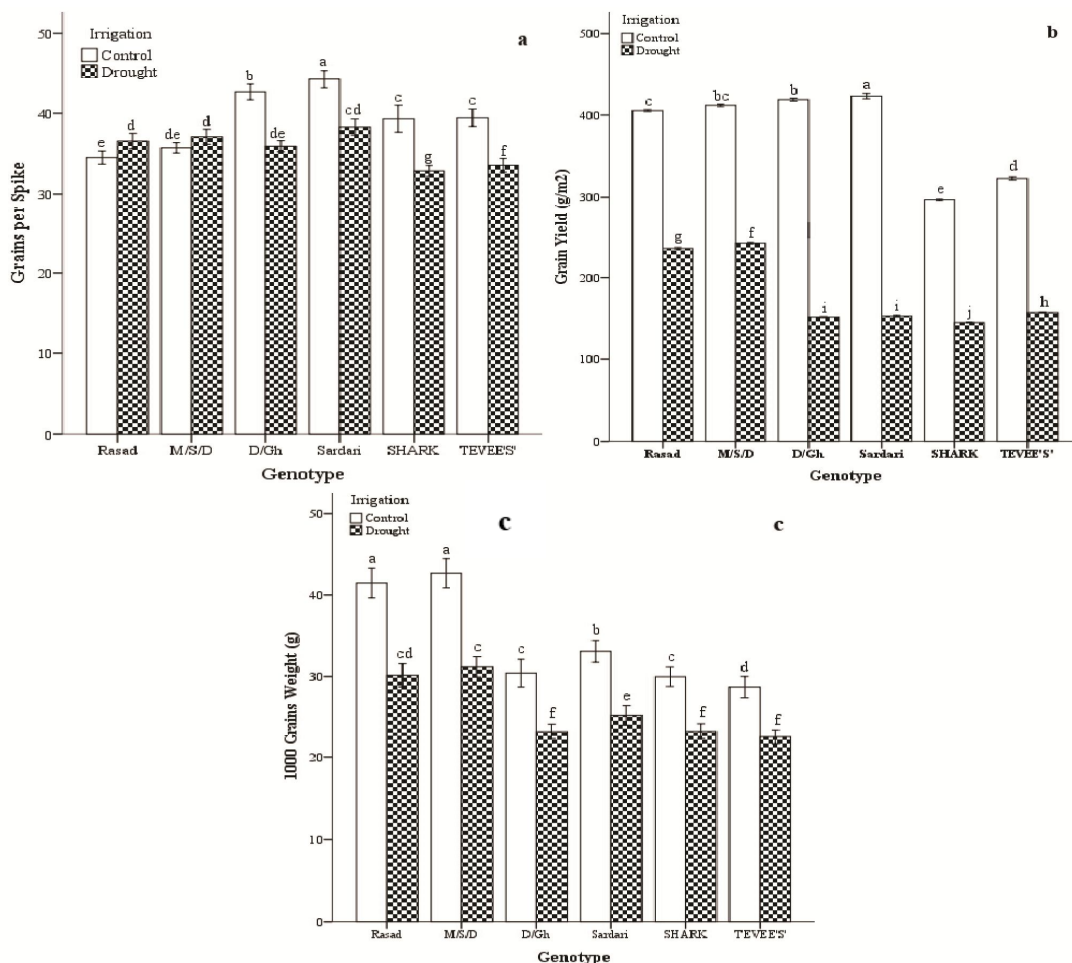 a
Irrigation
Control
Drought
50
40
30
20
10
0
Grains per Spike
e d de d b de a cd c g c f
Rasad M/S/D D/Gh Sardari SHARK TEVEE'S'
Genotype
b
Irrigation
Control
Drought
500
400
300
200
100
0
Grain Yield (g/m2)
c g bc f b i a i e j d h
Rasad M/S/D D/Gh Sardari SHARK TEVEE'S'
Genotype
c
c
Irrigation
Control
Drought
50
40
30
20
10
0
1000 Grains Weight (g)
a cd a c c f b e c f d f
Rasad M/S/D D/Gh Sardari SHARK TEVEE'S'
Genotype